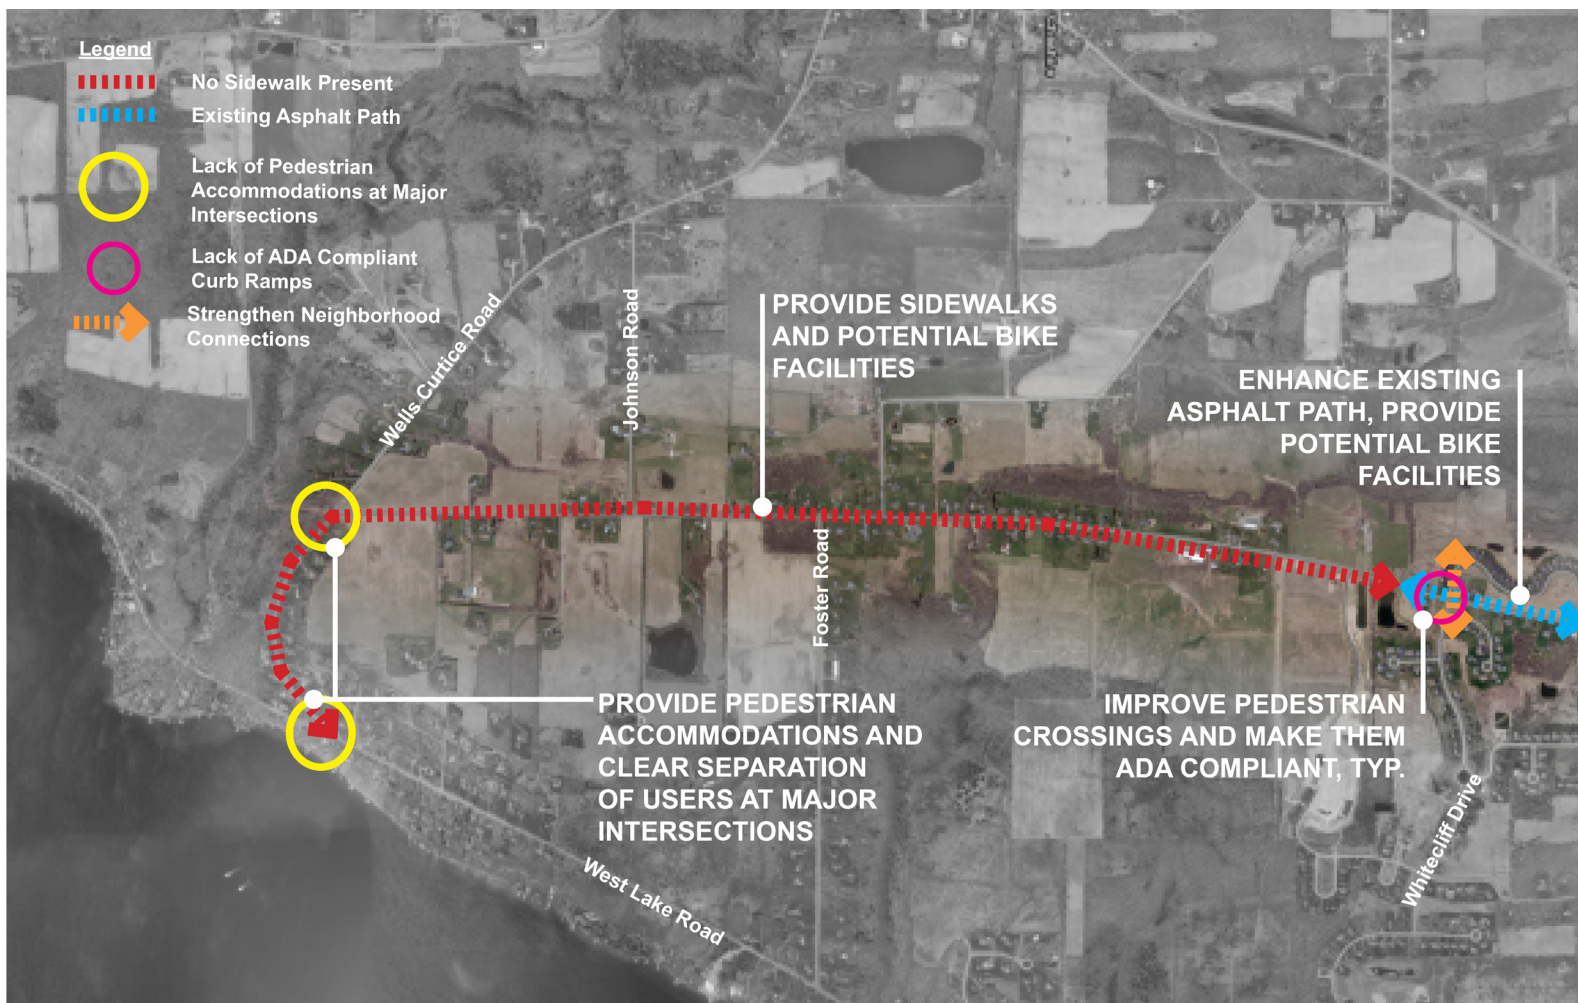 Legend
No Sidewalk Present
Existing Asphalt Path
Lack of Pedestrian
Accommodations at Major
Intersections
Lack of ADA Compliant
Curb Ramps
Strengthen Neighborhood
Connections
Wells Curtice Road
Johnson Road
PROVIDE SIDEWALKS
AND POTENTIAL BIKE
FACILITIES
ENHANCE EXISTING
ASPHALT PATH, PROVIDE
POTENTIAL BIKE
FACILITIES
Foster Road
PROVIDE PEDESTRIAN
ACCOMMODATIONS AND
CLEAR SEPARATION
OF USERS AT MAJOR
INTERSECTIONS
IMPROVE PEDESTRIAN
CROSSINGS AND MAKE THEM
ADA COMPLIANT, TYP.
Whitecliff Drive
West Lake Road